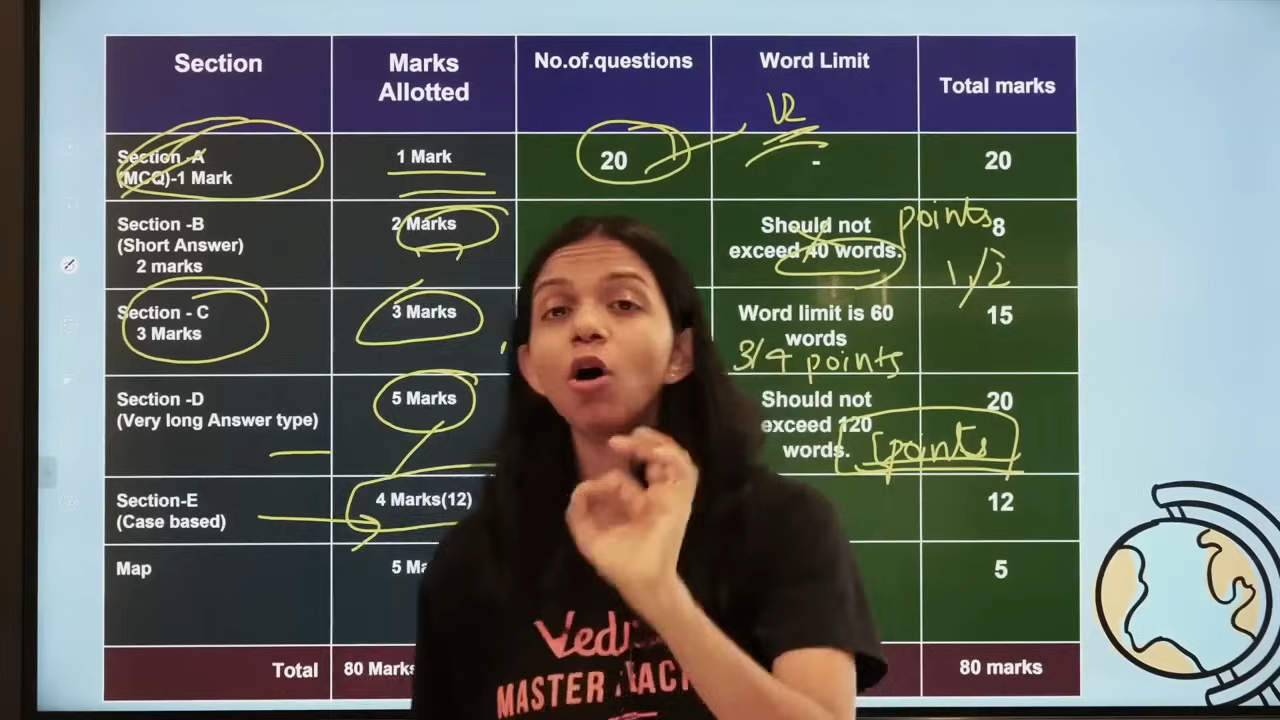 Section
Marks
Allotted
No.of.questions
Word Limit
Total marks
Section -A
(MCQ)-1 Mark
1 Mark
20
-
20
Section -B
(Short Answer)
2 marks
2 Marks
Should not
exceed 40 words.
points
8
1/2
Section - C
3 Marks
3 Marks
Word limit is 60
words
3/4 points
15
Section -D
(Very long Answer type)
5 Marks
Should not
exceed 120
words.
points
20
Section-E
(Case based)
4 Marks(12)
12
Map
5 Ma
5
Total
80 Marks
80 marks
Ved
MASTER